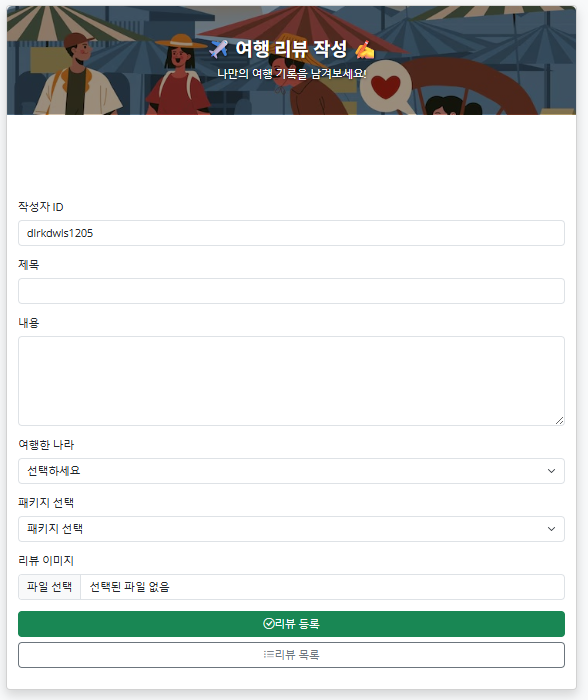 ✈️ 여행 리뷰 작성 ✍️
나만의 여행 기록을 남겨보세요!
작성자 ID
dlrkdwls1205
제목
내용
여행한 나라
선택하세요
패키지 선택
패키지 선택
리뷰 이미지
파일 선택 선택된 파일 없음
리뷰 등록
리뷰 목록